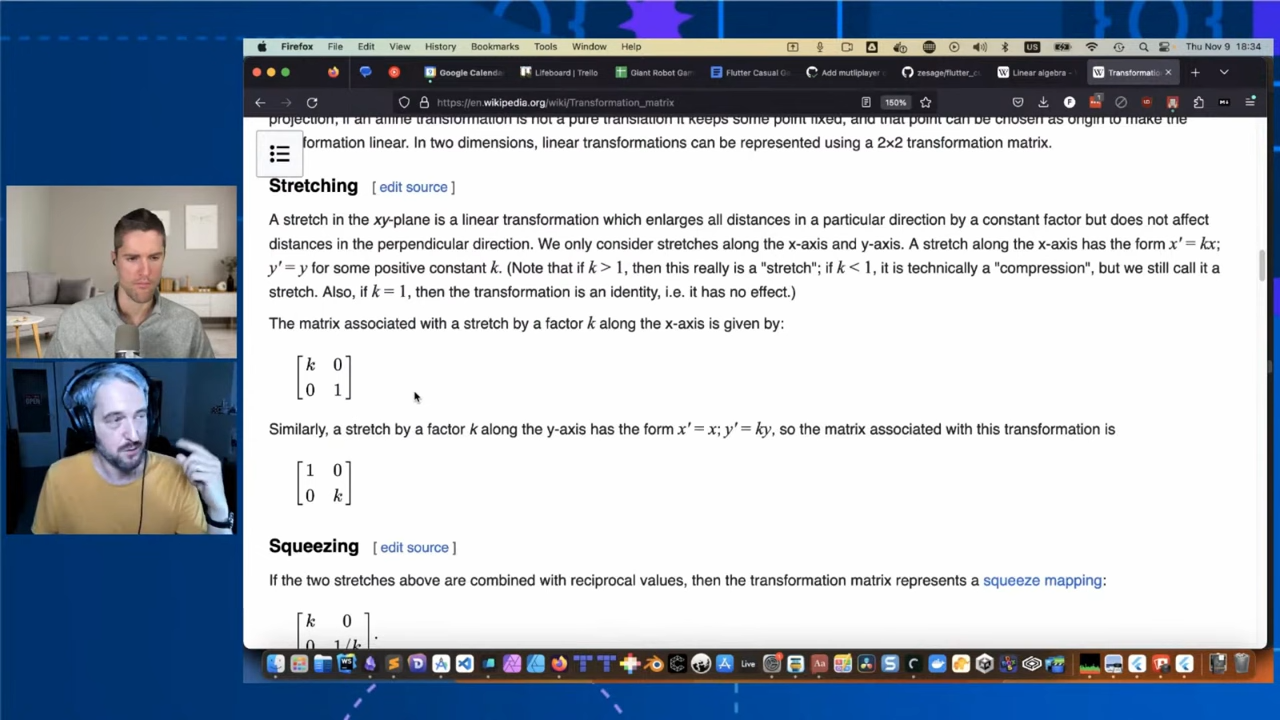 Firefox File Edit View History Bookmarks Tools Window Help US Thu Nov 9 18:34
Google Calenda Lifeboard | Trello Giant Robot Gam Flutter Casual Ga Add mutliplayer zesage/flutter_c Linear algebra - Transformatio
https://en.wikipedia.org/wiki/Transformation_matrix 150%
projection; if an affine transformation is not a pure translation it keeps some point fixed, and that point can be chosen as origin to make the
formation linear. In two dimensions, linear transformations can be represented using a 2×2 transformation matrix.
Stretching [ edit source ]
A stretch in the xy-plane is a linear transformation which enlarges all distances in a particular direction by a constant factor but does not affect
distances in the perpendicular direction. We only consider stretches along the x-axis and y-axis. A stretch along the x-axis has the form x′ = kx;
y′ = y for some positive constant k. (Note that if k > 1, then this really is a "stretch"; if k < 1, it is technically a "compression", but we still call it a
stretch. Also, if k = 1, then the transformation is an identity, i.e. it has no effect.)
The matrix associated with a stretch by a factor k along the x-axis is given by:
k 0
0 1
Similarly, a stretch by a factor k along the y-axis has the form x′ = x; y′ = ky, so the matrix associated with this transformation is
1 0
0 k
Squeezing [ edit source ]
If the two stretches above are combined with reciprocal values, then the transformation matrix represents a squeeze mapping:
k 0
0 1/k .
Live